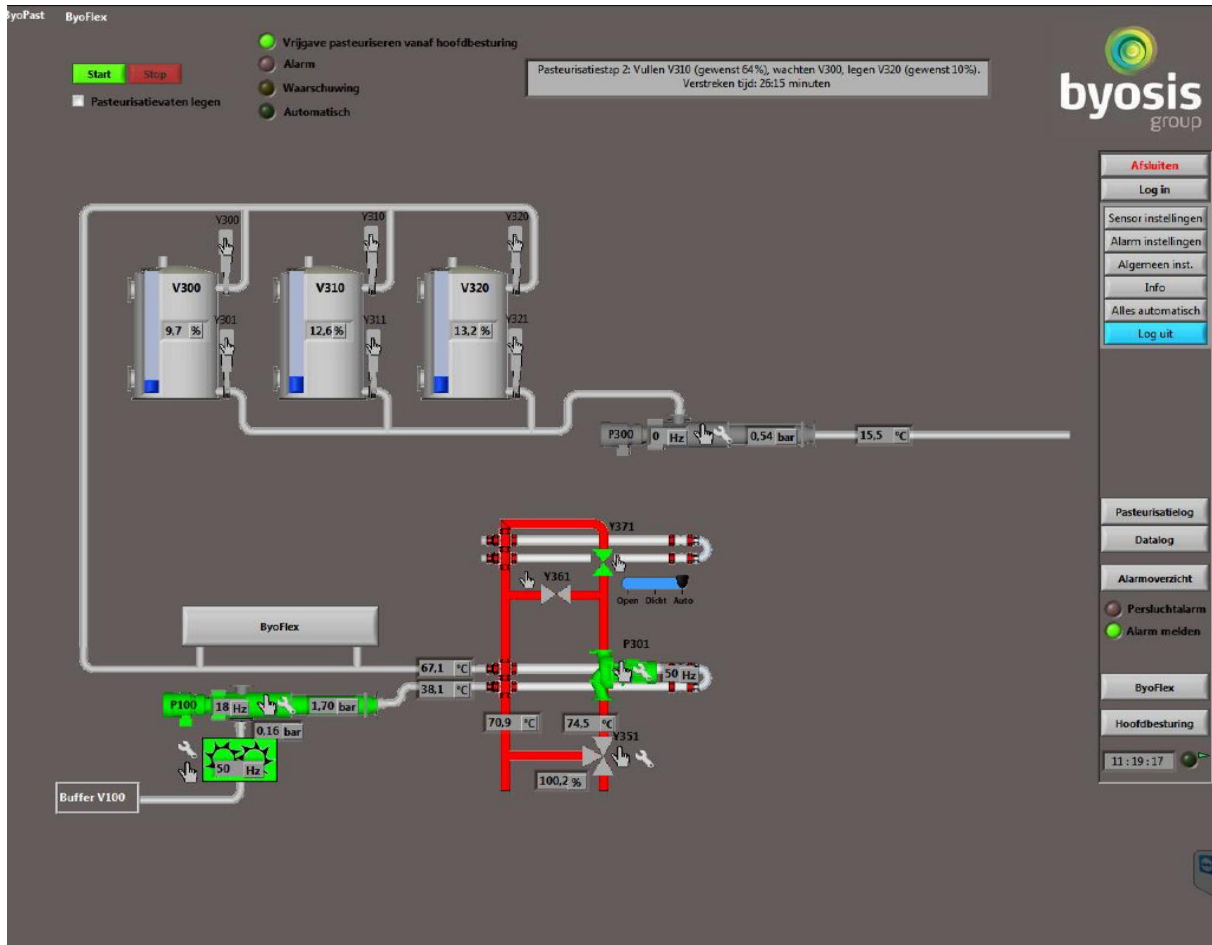 ByoPast ByoFlex
Vrijgave pasteuriseren vanaf hoofdbesturing
Start Stop
Alarm
Pasteurisatiestap 2: Vullen V310 (gewenst 64%), wachten V300, legen V320 (gewenst 10%).
Verstreken tijd: 26:15 minuten
Waarschuwing
Pasteurisatievaten legen
Automatisch
byosis
group
Afsluiten
Log in
Sensor instellingen
Alarm instellingen
Algemeen inst.
Info
Alles automatisch
Log uit
Y300 Y310 Y320
V300 V310 V320
Y301 Y311 Y321
9,7 % 12,6 % 13,2 %
P300 0 Hz 0,54 bar 15,5 °C
Pasteurisatielog
Datalog
Alarmoverzicht
Persluchtalarm
Alarm melden
ByoFlex
Hoofdbesturing
11:19:17
Y371
Y361
Open Dicht Auto
ByoFlex
P301
67,1 °C
50 Hz
38,1 °C
P100 18 Hz 1,70 bar
70,9 °C 74,5 °C
0,16 bar
Y351
50 Hz
100,2 %
Buffer V100